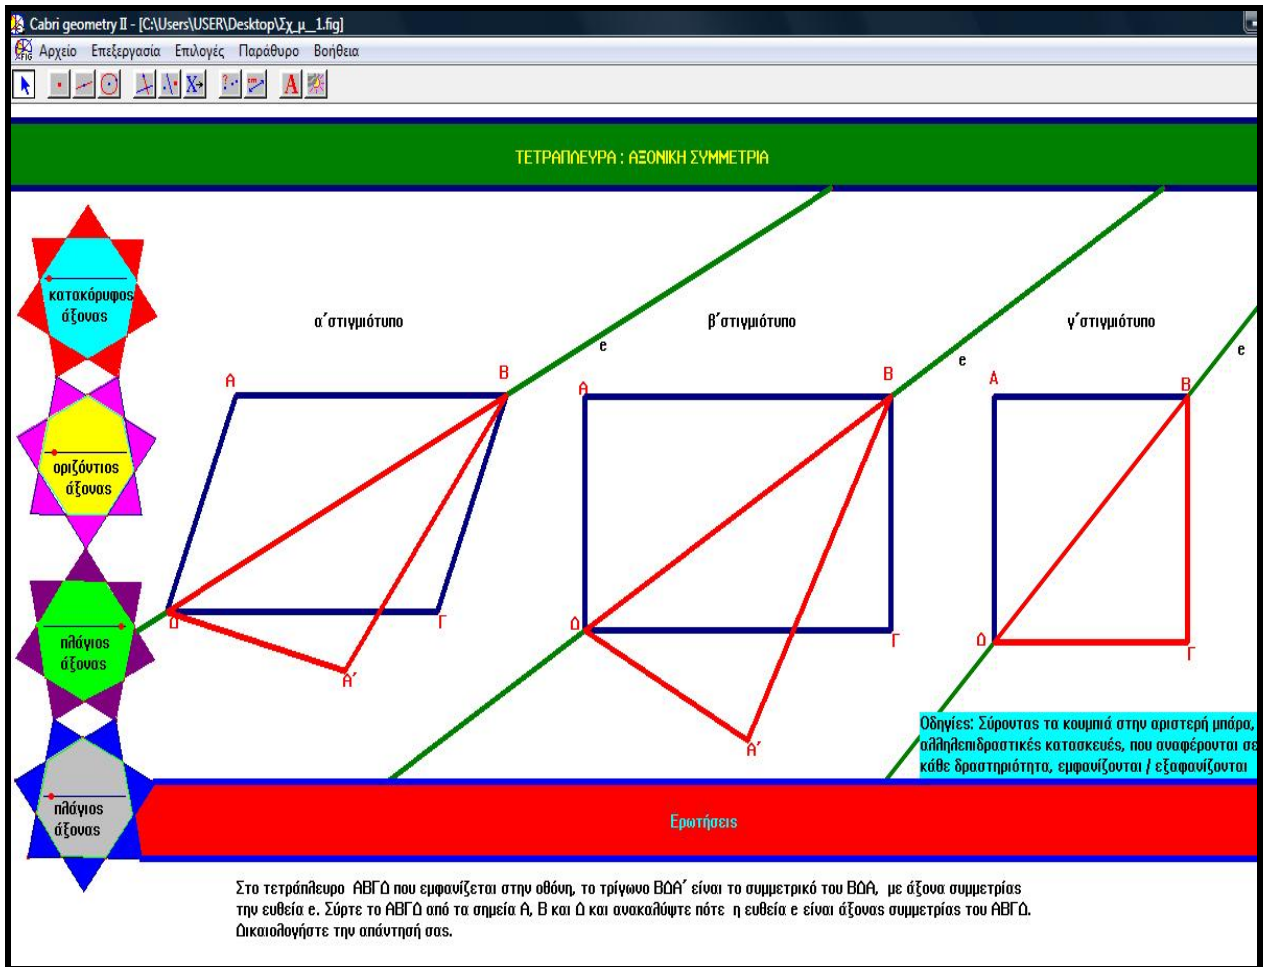 Cabri geometry II - [C:\Users\USER\Desktop\Σχ_μ__1.fig]
Αρχείο Επεξεργασία Επιλογές Παράθυρο Βοήθεια
ΤΕΤΡΑΠΛΕΥΡΑ : ΑΞΟΝΙΚΗ ΣΥΜΜΕΤΡΙΑ
κατακόρυφος
άξονας
οριζόντιος
άξονας
πλάγιος
άξονας
πλάγιος
άξονας
α΄στιγμιότυπο
e
Α
Β
Δ
Γ
Α΄
β΄στιγμιότυπο
e
Α
Β
Δ
Γ
Α΄
γ΄στιγμιότυπο
e
Α
Β
Δ
Γ
Οδηγίες: Σύροντας τα κουμπιά στην αριστερή μπάρα,
αλληλεπιδραστικές κατασκευές, που αναφέρονται σε
κάθε δραστηριότητα, εμφανίζονται / εξαφανίζονται
Ερωτήσεις
Στο τετράπλευρο ΑΒΓΔ που εμφανίζεται στην οθόνη, το τρίγωνο ΒΔΑ΄ είναι το συμμετρικό του ΒΔΑ, με άξονα συμμετρίας
την ευθεία e. Σύρτε το ΑΒΓΔ από τα σημεία Α, Β και Δ και ανακαλύψτε πότε η ευθεία e είναι άξονας συμμετρίας του ΑΒΓΔ.
Δικαιολογήστε την απάντησή σας.